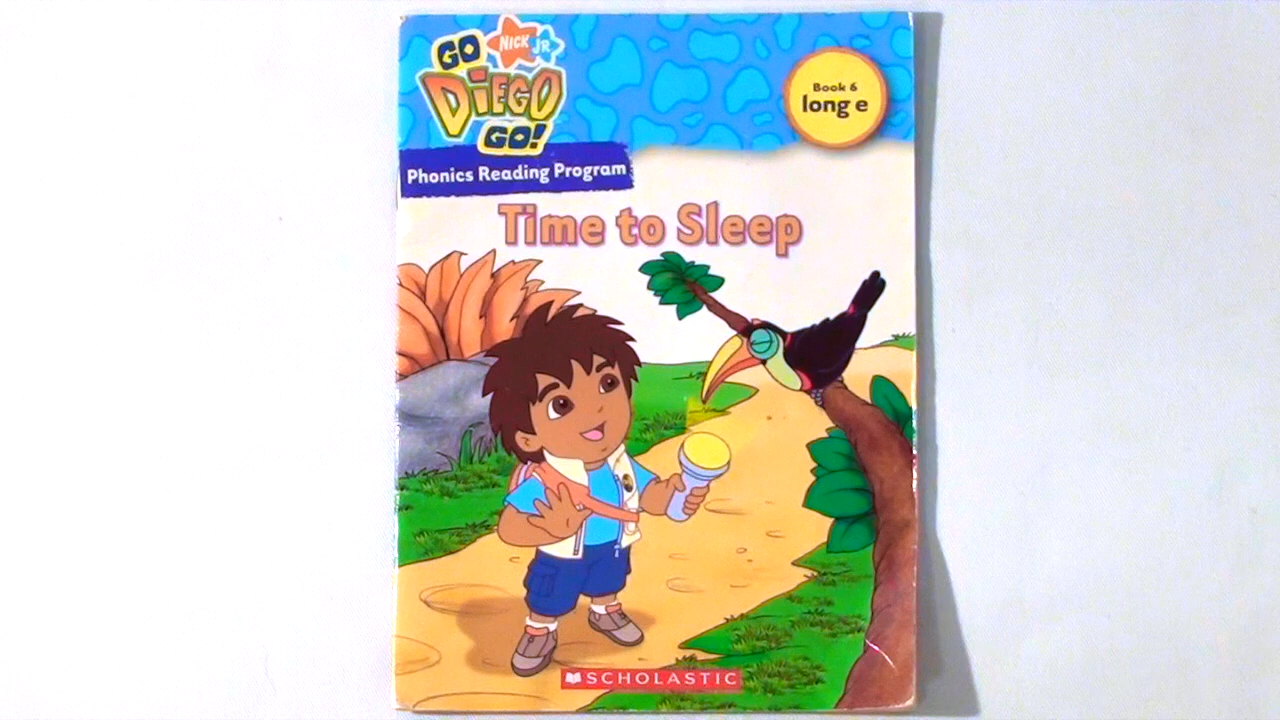 GO
NICK JR
DIEGO
GO!
Book 6
long e
Phonics Reading Program
Time to Sleep
SCHOLASTIC